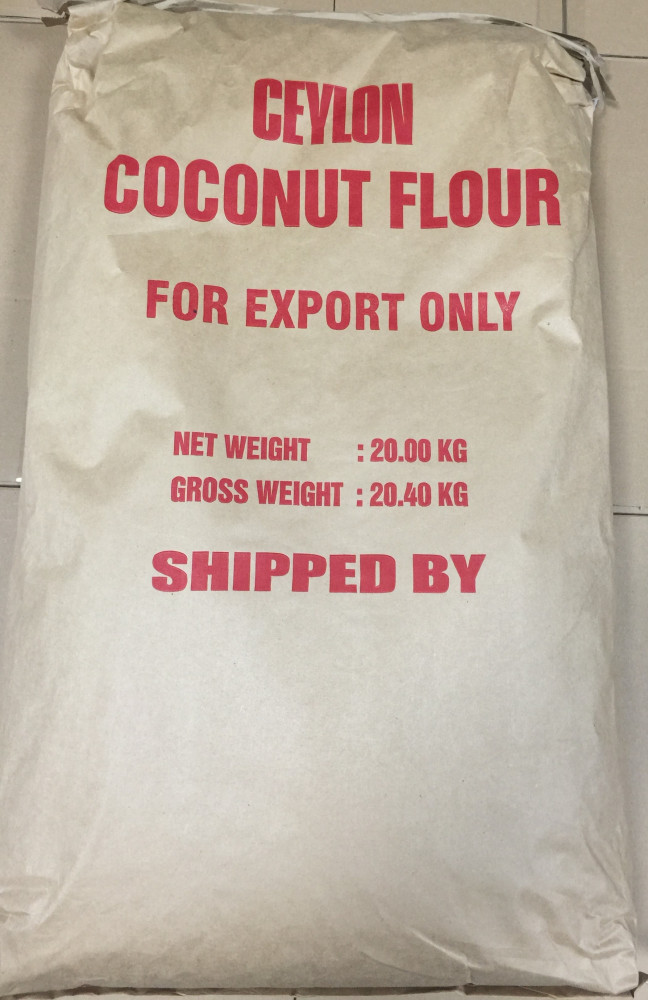 CEYLON
COCONUT FLOUR
FOR EXPORT ONLY
NET WEIGHT : 20.00 KG
GROSS WEIGHT : 20.40 KG
SHIPPED BY